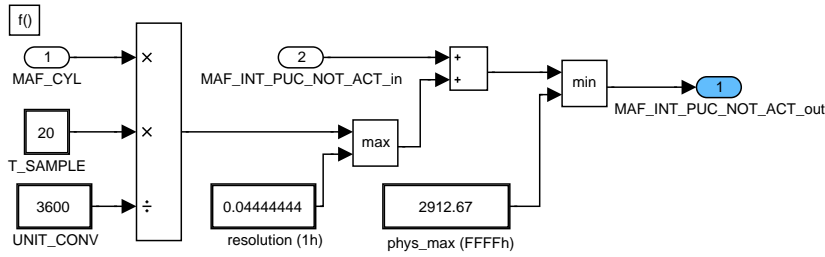 f()
1
×
MAF_CYL
2
MAF_INT_PUC_NOT_ACT_in
+
+
min
1
MAF_INT_PUC_NOT_ACT_out
20
×
T_SAMPLE
max
3600
÷
UNIT_CONV
0.04444444
resolution (1h)
2912.67
phys_max (FFFFh)